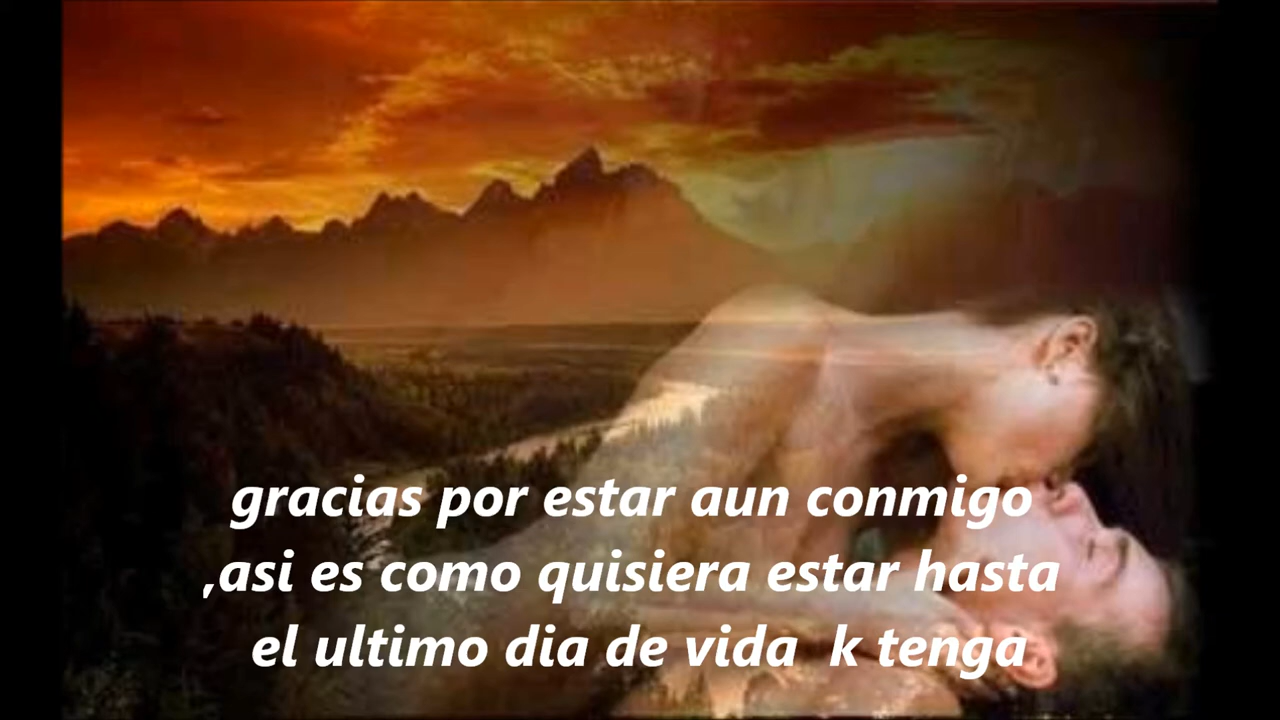 gracias por estar aun conmigo
,asi es como quisiera estar hasta
el ultimo dia de vida  k tenga